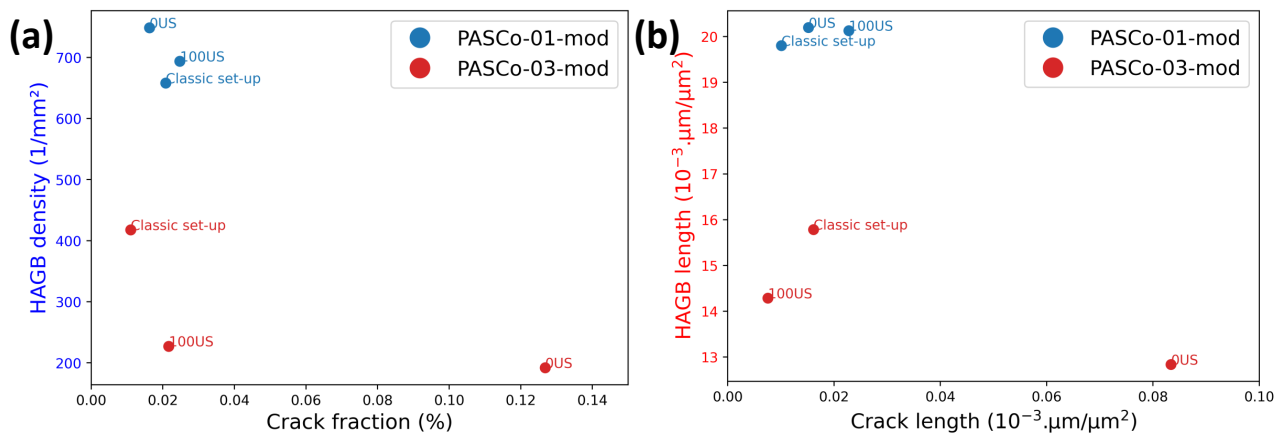 (a)
HAGB density (1/mm²)
700
600
500
400
300
200
0US
100US
Classic set-up
Classic set-up
100US
0US
PASCo-01-mod
PASCo-03-mod
0.00
0.02
0.04
0.06
0.08
0.10
0.12
0.14
Crack fraction (%)
(b)
HAGB length (10⁻³.μm/μm²)
20
19
18
17
16
15
14
13
0US
100US
Classic set-up
Classic set-up
100US
0US
PASCo-01-mod
PASCo-03-mod
0.00
0.02
0.04
0.06
0.08
0.10
Crack length (10⁻³.μm/μm²)